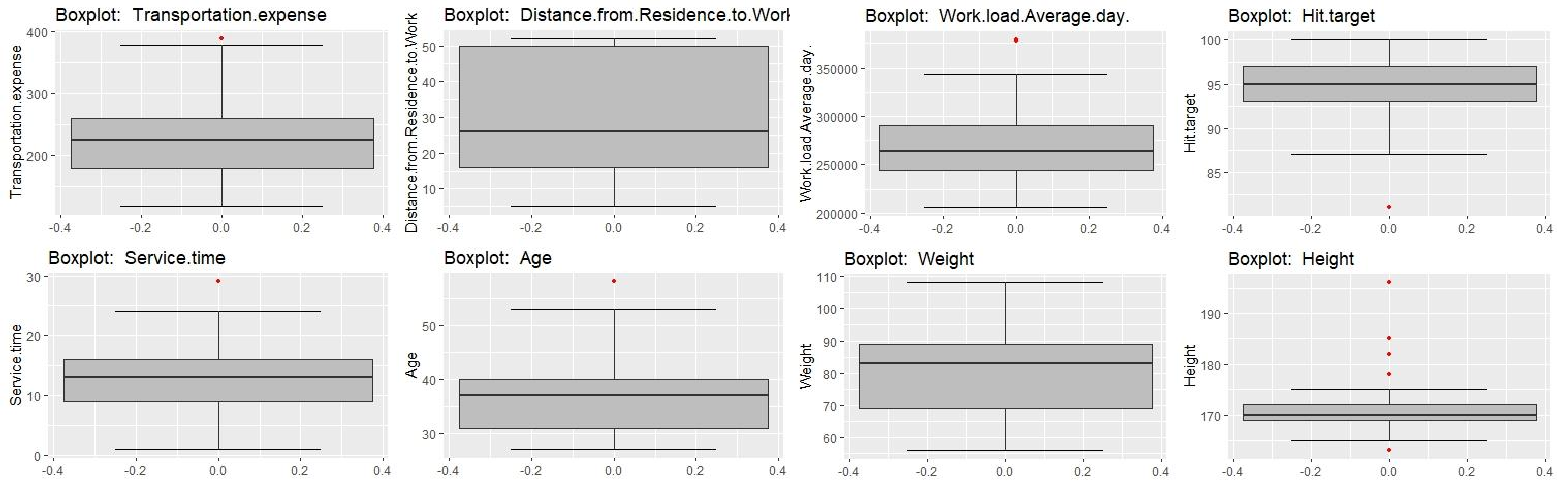 Boxplot:  Transportation.expense
Transportation.expense
400
300
200
-0.4 -0.2 0.0 0.2 0.4
Boxplot:  Distance.from.Residence.to.Work
Distance.from.Residence.to.Work
50
40
30
20
10
-0.4 -0.2 0.0 0.2 0.4
Boxplot:  Work.load.Average.day.
Work.load.Average.day.
350000
300000
250000
200000
-0.4 -0.2 0.0 0.2 0.4
Boxplot:  Hit.target
Hit.target
100
95
90
85
-0.4 -0.2 0.0 0.2 0.4
Boxplot:  Service.time
Service.time
30
20
10
0
-0.4 -0.2 0.0 0.2 0.4
Boxplot:  Age
Age
50
40
30
-0.4 -0.2 0.0 0.2 0.4
Boxplot:  Weight
Weight
110
100
90
80
70
60
-0.4 -0.2 0.0 0.2 0.4
Boxplot:  Height
Height
190
180
170
-0.4 -0.2 0.0 0.2 0.4